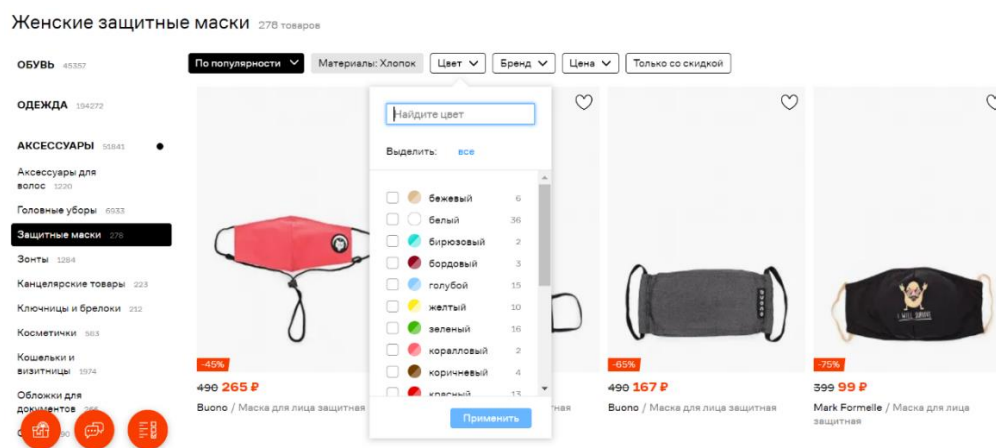 Женские защитные маски 278 товаров
ОБУВЬ 45357
ОДЕЖДА 194272
АКСЕССУАРЫ 51841
Аксессуары для
волос 1220
Головные уборы 6933
Защитные маски 278
Зонты 1284
Канцелярские товары 223
Ключницы и брелоки 212
Косметички 563
Кошельки и
визитницы 1974
Обложки для
документов
90
По популярности
Материалы: Хлопок
Цвет
Бренд
Цена
Только со скидкой
Найдите цвет
Выделить: все
бежевый 6
белый 36
бирюзовый 2
бордовый 3
голубой 15
желтый 10
зеленый 16
коралловый 2
коричневый 4
красный 13
Применить
-45%
490 265 ₽
Buono / Маска для лица защитная
-65%
490 167 ₽
Buono / Маска для лица защитная
I WILL SURVIVE
-75%
399 99 ₽
Mark Formelle / Маска для лица
защитная